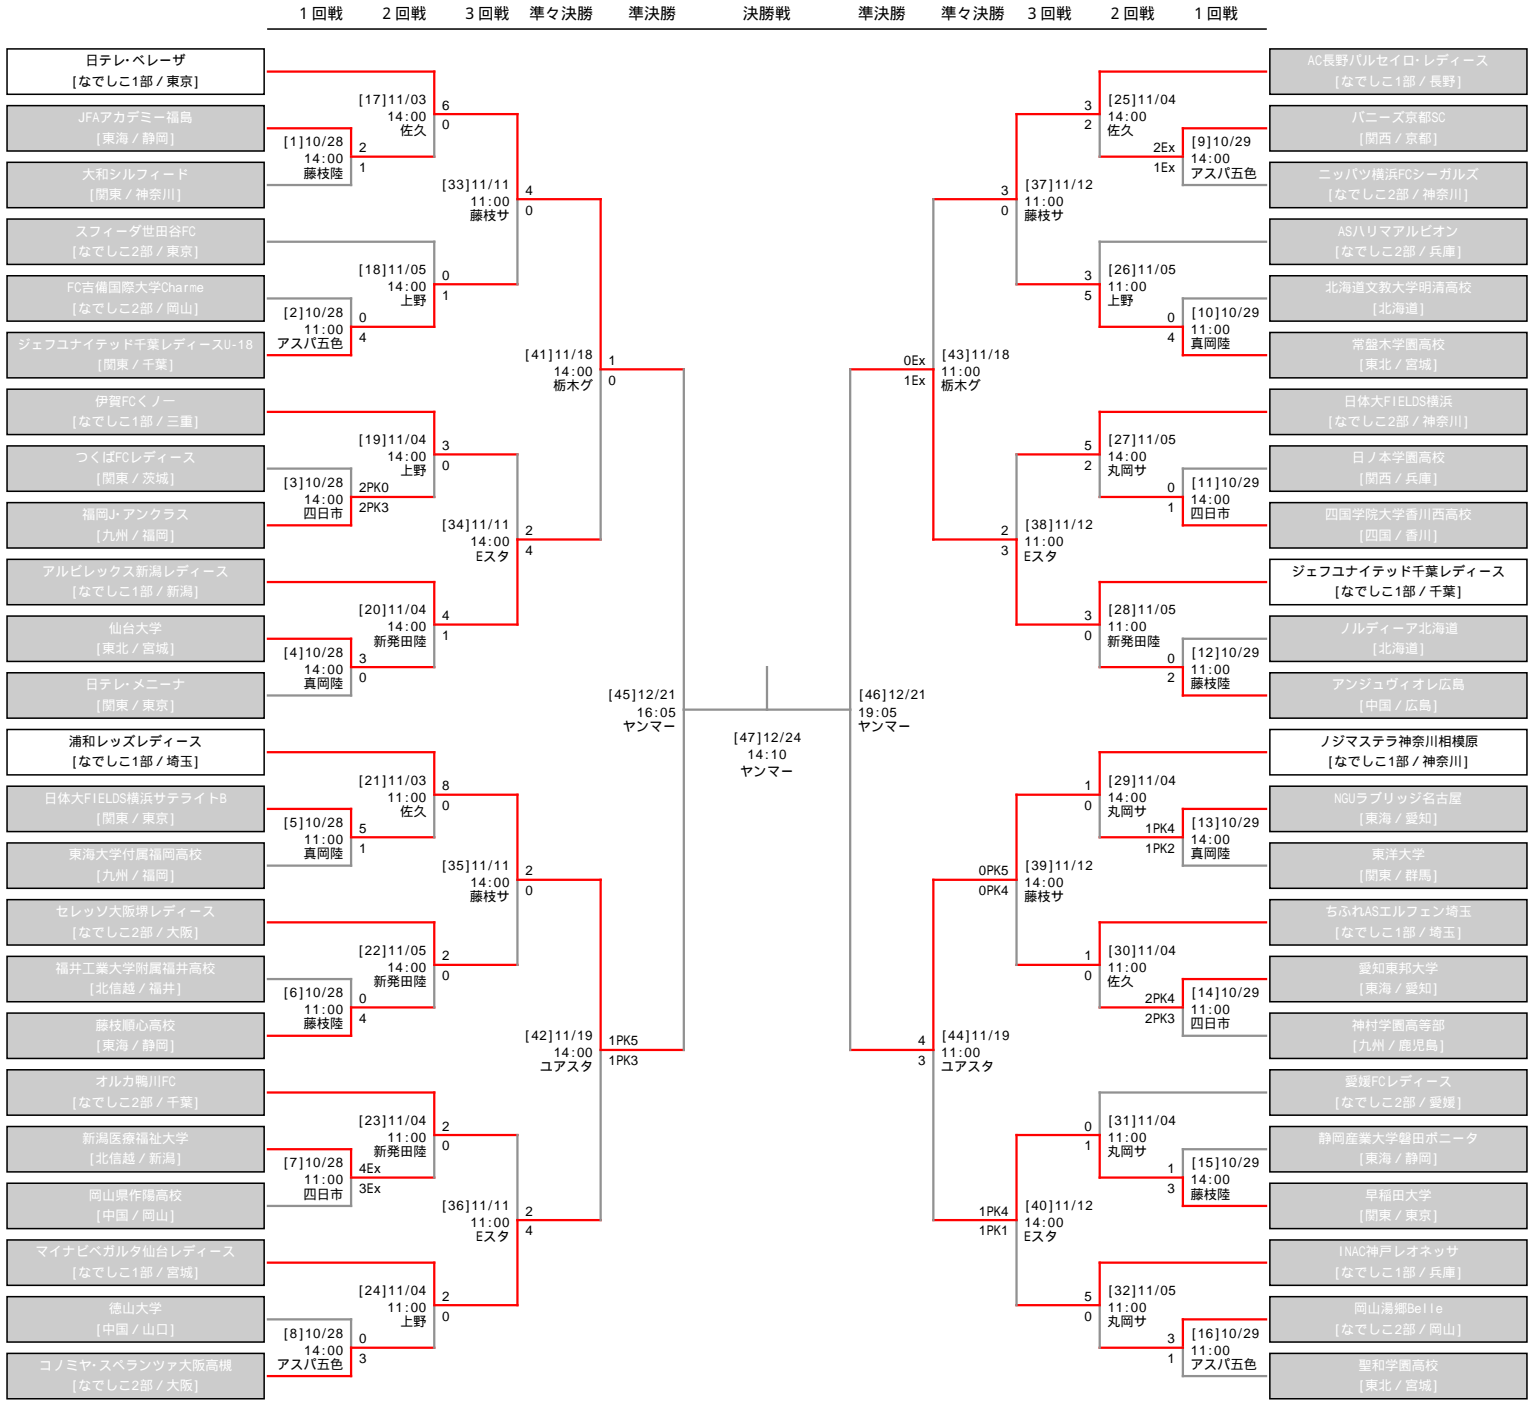 1回戦 2回戦 3回戦 準々決勝 準決勝 決勝戦 準決勝 準々決勝 3回戦 2回戦 1回戦
日テレ・ベレーザ
[なでしこ1部 / 東京]
JFAアカデミー福島
[東海 / 静岡]
大和シルフィード
[関東 / 神奈川]
スフィーダ世田谷FC
[なでしこ2部 / 東京]
FC吉備国際大学Charme
[なでしこ2部 / 岡山]
ジェフユナイテッド千葉レディースU-18
[関東 / 千葉]
伊賀FCくノ一
[なでしこ1部 / 三重]
つくばFCレディース
[関東 / 茨城]
福岡J・アンクラス
[九州 / 福岡]
アルビレックス新潟レディース
[なでしこ1部 / 新潟]
仙台大学
[東北 / 宮城]
日テレ・メニーナ
[関東 / 東京]
浦和レッズレディース
[なでしこ1部 / 埼玉]
日体大FIELDS横浜サテライトB
[関東 / 東京]
東海大学付属福岡高校
[九州 / 福岡]
セレッソ大阪堺レディース
[なでしこ2部 / 大阪]
福井工業大学附属福井高校
[北信越 / 福井]
藤枝順心高校
[東海 / 静岡]
オルカ鴨川FC
[なでしこ2部 / 千葉]
新潟医療福祉大学
[北信越 / 新潟]
岡山県作陽高校
[中国 / 岡山]
マイナビベガルタ仙台レディース
[なでしこ1部 / 宮城]
徳山大学
[中国 / 山口]
コノミヤ・スペランツァ大阪高槻
[なでしこ2部 / 大阪]
[1]10/28
14:00
藤枝陸
2
1
[2]10/28
11:00
アスパ五色
0
4
[3]10/28
14:00
四日市
2PK0
2PK3
[4]10/28
14:00
真岡陸
3
0
[5]10/28
11:00
真岡陸
5
1
[6]10/28
11:00
藤枝陸
0
4
[7]10/28
11:00
四日市
4Ex
3Ex
[8]10/28
14:00
アスパ五色
0
3
[17]11/03
14:00
佐久
6
0
[18]11/05
14:00
上野
0
1
[19]11/04
14:00
上野
3
0
[20]11/04
14:00
新発田陸
4
1
[21]11/03
11:00
佐久
8
0
[22]11/05
14:00
新発田陸
2
0
[23]11/04
11:00
新発田陸
2
0
[24]11/04
11:00
上野
2
0
[33]11/11
11:00
藤枝サ
4
0
[34]11/11
14:00
Eスタ
2
4
[35]11/11
14:00
藤枝サ
2
0
[36]11/11
11:00
Eスタ
2
4
[41]11/18
14:00
栃木グ
1
0
[42]11/19
14:00
ユアスタ
1PK5
1PK3
[45]12/21
16:05
ヤンマー
[47]12/24
14:10
ヤンマー
[46]12/21
19:05
ヤンマー
0Ex
1Ex
[43]11/18
11:00
栃木グ
4
3
[44]11/19
11:00
ユアスタ
3
0
[37]11/12
11:00
藤枝サ
2
3
[38]11/12
11:00
Eスタ
0PK5
0PK4
[39]11/12
14:00
藤枝サ
1PK4
1PK1
[40]11/12
14:00
Eスタ
3
2
[25]11/04
14:00
佐久
3
5
[26]11/05
11:00
上野
5
2
[27]11/05
14:00
丸岡サ
3
0
[28]11/05
11:00
新発田陸
1
0
[29]11/04
14:00
丸岡サ
1
0
[30]11/04
11:00
佐久
0
1
[31]11/04
11:00
丸岡サ
5
0
[32]11/05
11:00
丸岡サ
2Ex
1Ex
[9]10/29
14:00
アスパ五色
0
4
[10]10/29
11:00
真岡陸
0
1
[11]10/29
14:00
四日市
0
2
[12]10/29
11:00
藤枝陸
1PK4
1PK2
[13]10/29
14:00
真岡陸
2PK4
2PK3
[14]10/29
11:00
四日市
1
3
[15]10/29
14:00
藤枝陸
3
1
[16]10/29
11:00
アスパ五色
AC長野パルセイロ・レディース
[なでしこ1部 / 長野]
バニーズ京都SC
[関西 / 京都]
ニッパツ横浜FCシーガルズ
[なでしこ2部 / 神奈川]
ASハリマアルビオン
[なでしこ2部 / 兵庫]
北海道文教大学明清高校
[北海道]
常盤木学園高校
[東北 / 宮城]
日体大FIELDS横浜
[なでしこ2部 / 神奈川]
日ノ本学園高校
[関西 / 兵庫]
四国学院大学香川西高校
[四国 / 香川]
ジェフユナイテッド千葉レディース
[なでしこ1部 / 千葉]
ノルディーア北海道
[北海道]
アンジュヴィオレ広島
[中国 / 広島]
ノジマステラ神奈川相模原
[なでしこ1部 / 神奈川]
NGUラブリッジ名古屋
[東海 / 愛知]
東洋大学
[関東 / 群馬]
ちふれASエルフェン埼玉
[なでしこ1部 / 埼玉]
愛知東邦大学
[東海 / 愛知]
神村学園高等部
[九州 / 鹿児島]
愛媛FCレディース
[なでしこ2部 / 愛媛]
静岡産業大学磐田ボニータ
[東海 / 静岡]
早稲田大学
[関東 / 東京]
INAC神戸レオネッサ
[なでしこ1部 / 兵庫]
岡山湯郷Belle
[なでしこ2部 / 岡山]
聖和学園高校
[東北 / 宮城]